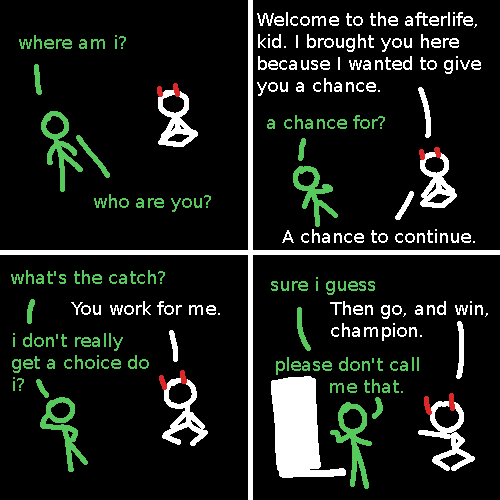 where am i?
who are you?
Welcome to the afterlife,
kid. I brought you here
because I wanted to give
you a chance.
a chance for?
A chance to continue.
what's the catch?
You work for me.
i don't really
get a choice do
i?
sure i guess
Then go, and win,
champion.
please don't call
me that.